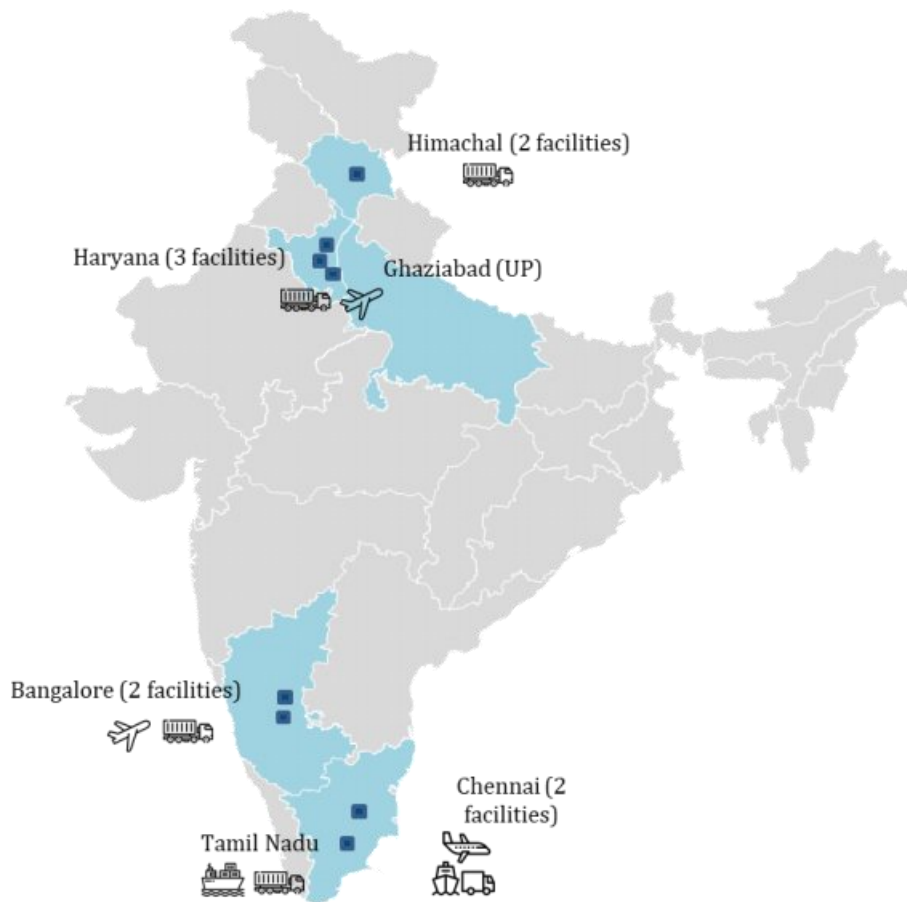 Himachal (2 facilities)
Haryana (3 facilities)
Ghaziabad (UP)
Bangalore (2 facilities)
Chennai (2
facilities)
Tamil Nadu